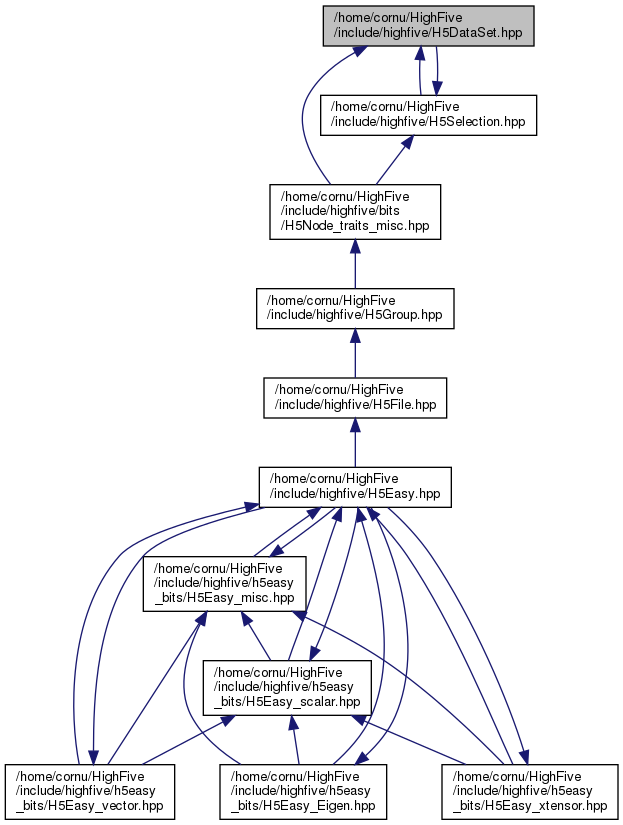 /home/cornu/HighFive
/include/highfive/H5DataSet.hpp
/home/cornu/HighFive
/include/highfive/H5Selection.hpp
/home/cornu/HighFive
/include/highfive/bits
/H5Node_traits_misc.hpp
/home/cornu/HighFive
/include/highfive/H5Group.hpp
/home/cornu/HighFive
/include/highfive/H5File.hpp
/home/cornu/HighFive
/include/highfive/H5Easy.hpp
/home/cornu/HighFive
/include/highfive/h5easy
_bits/H5Easy_misc.hpp
/home/cornu/HighFive
/include/highfive/h5easy
_bits/H5Easy_scalar.hpp
/home/cornu/HighFive
/include/highfive/h5easy
_bits/H5Easy_vector.hpp
/home/cornu/HighFive
/include/highfive/h5easy
_bits/H5Easy_Eigen.hpp
/home/cornu/HighFive
/include/highfive/h5easy
_bits/H5Easy_xtensor.hpp